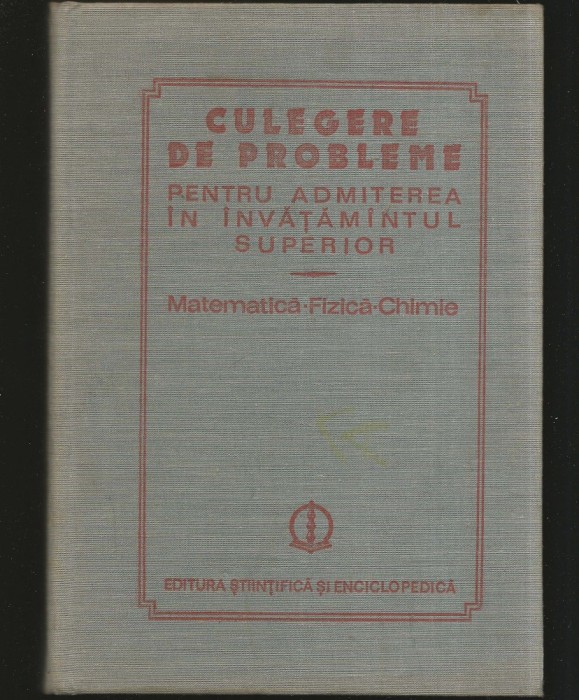 CULEGERE
DE PROBLEME
PENTRU ADMITEREA
ÎN ÎNVĂȚĂMÎNTUL
SUPERIOR
Matematică·Fizică·Chimie
EDITURA ȘTIINȚIFICĂ ȘI ENCICLOPEDICĂ